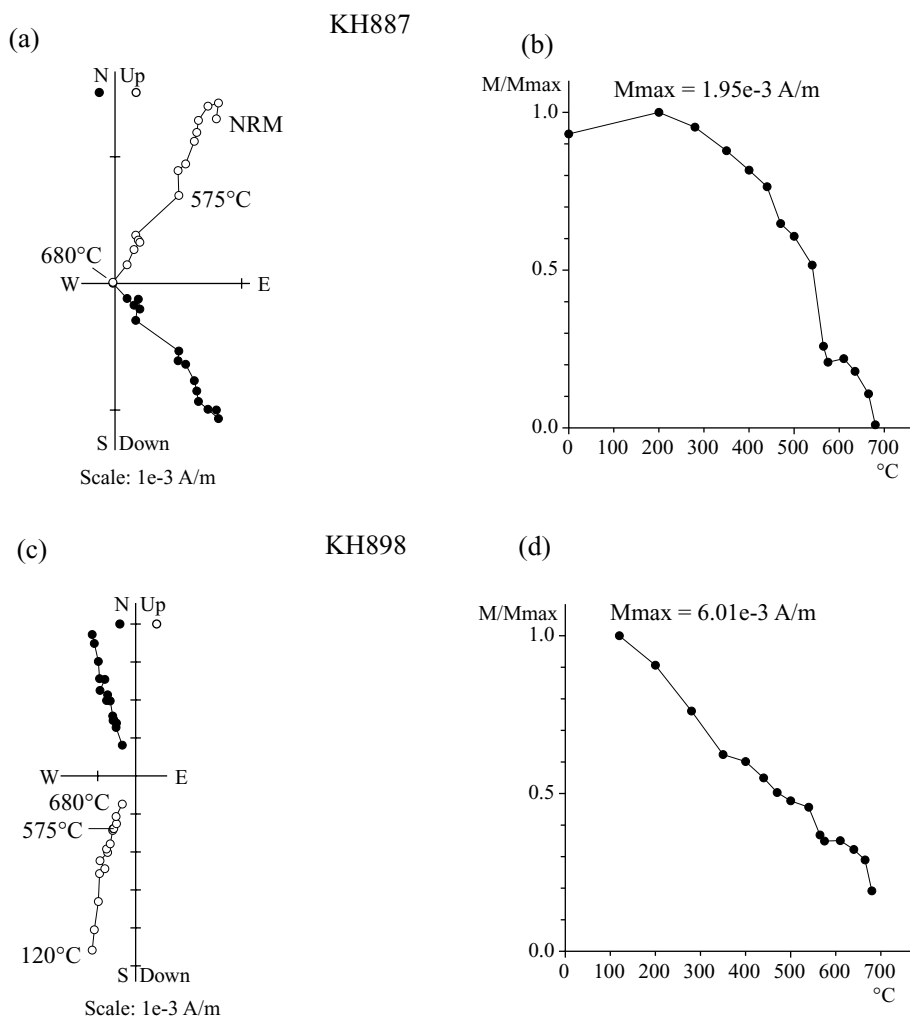 KH887
(a)
N Up
NRM
575°C
680°C
W E
S Down
Scale: 1e-3 A/m
(b)
M/Mmax
Mmax = 1.95e-3 A/m
1.0
0.5
0.0
0 100 200 300 400 500 600 700
°C
KH898
(c)
N Up
W E
680°C
575°C
120°C
S Down
Scale: 1e-3 A/m
(d)
M/Mmax
Mmax = 6.01e-3 A/m
1.0
0.5
0.0
0 100 200 300 400 500 600 700
°C